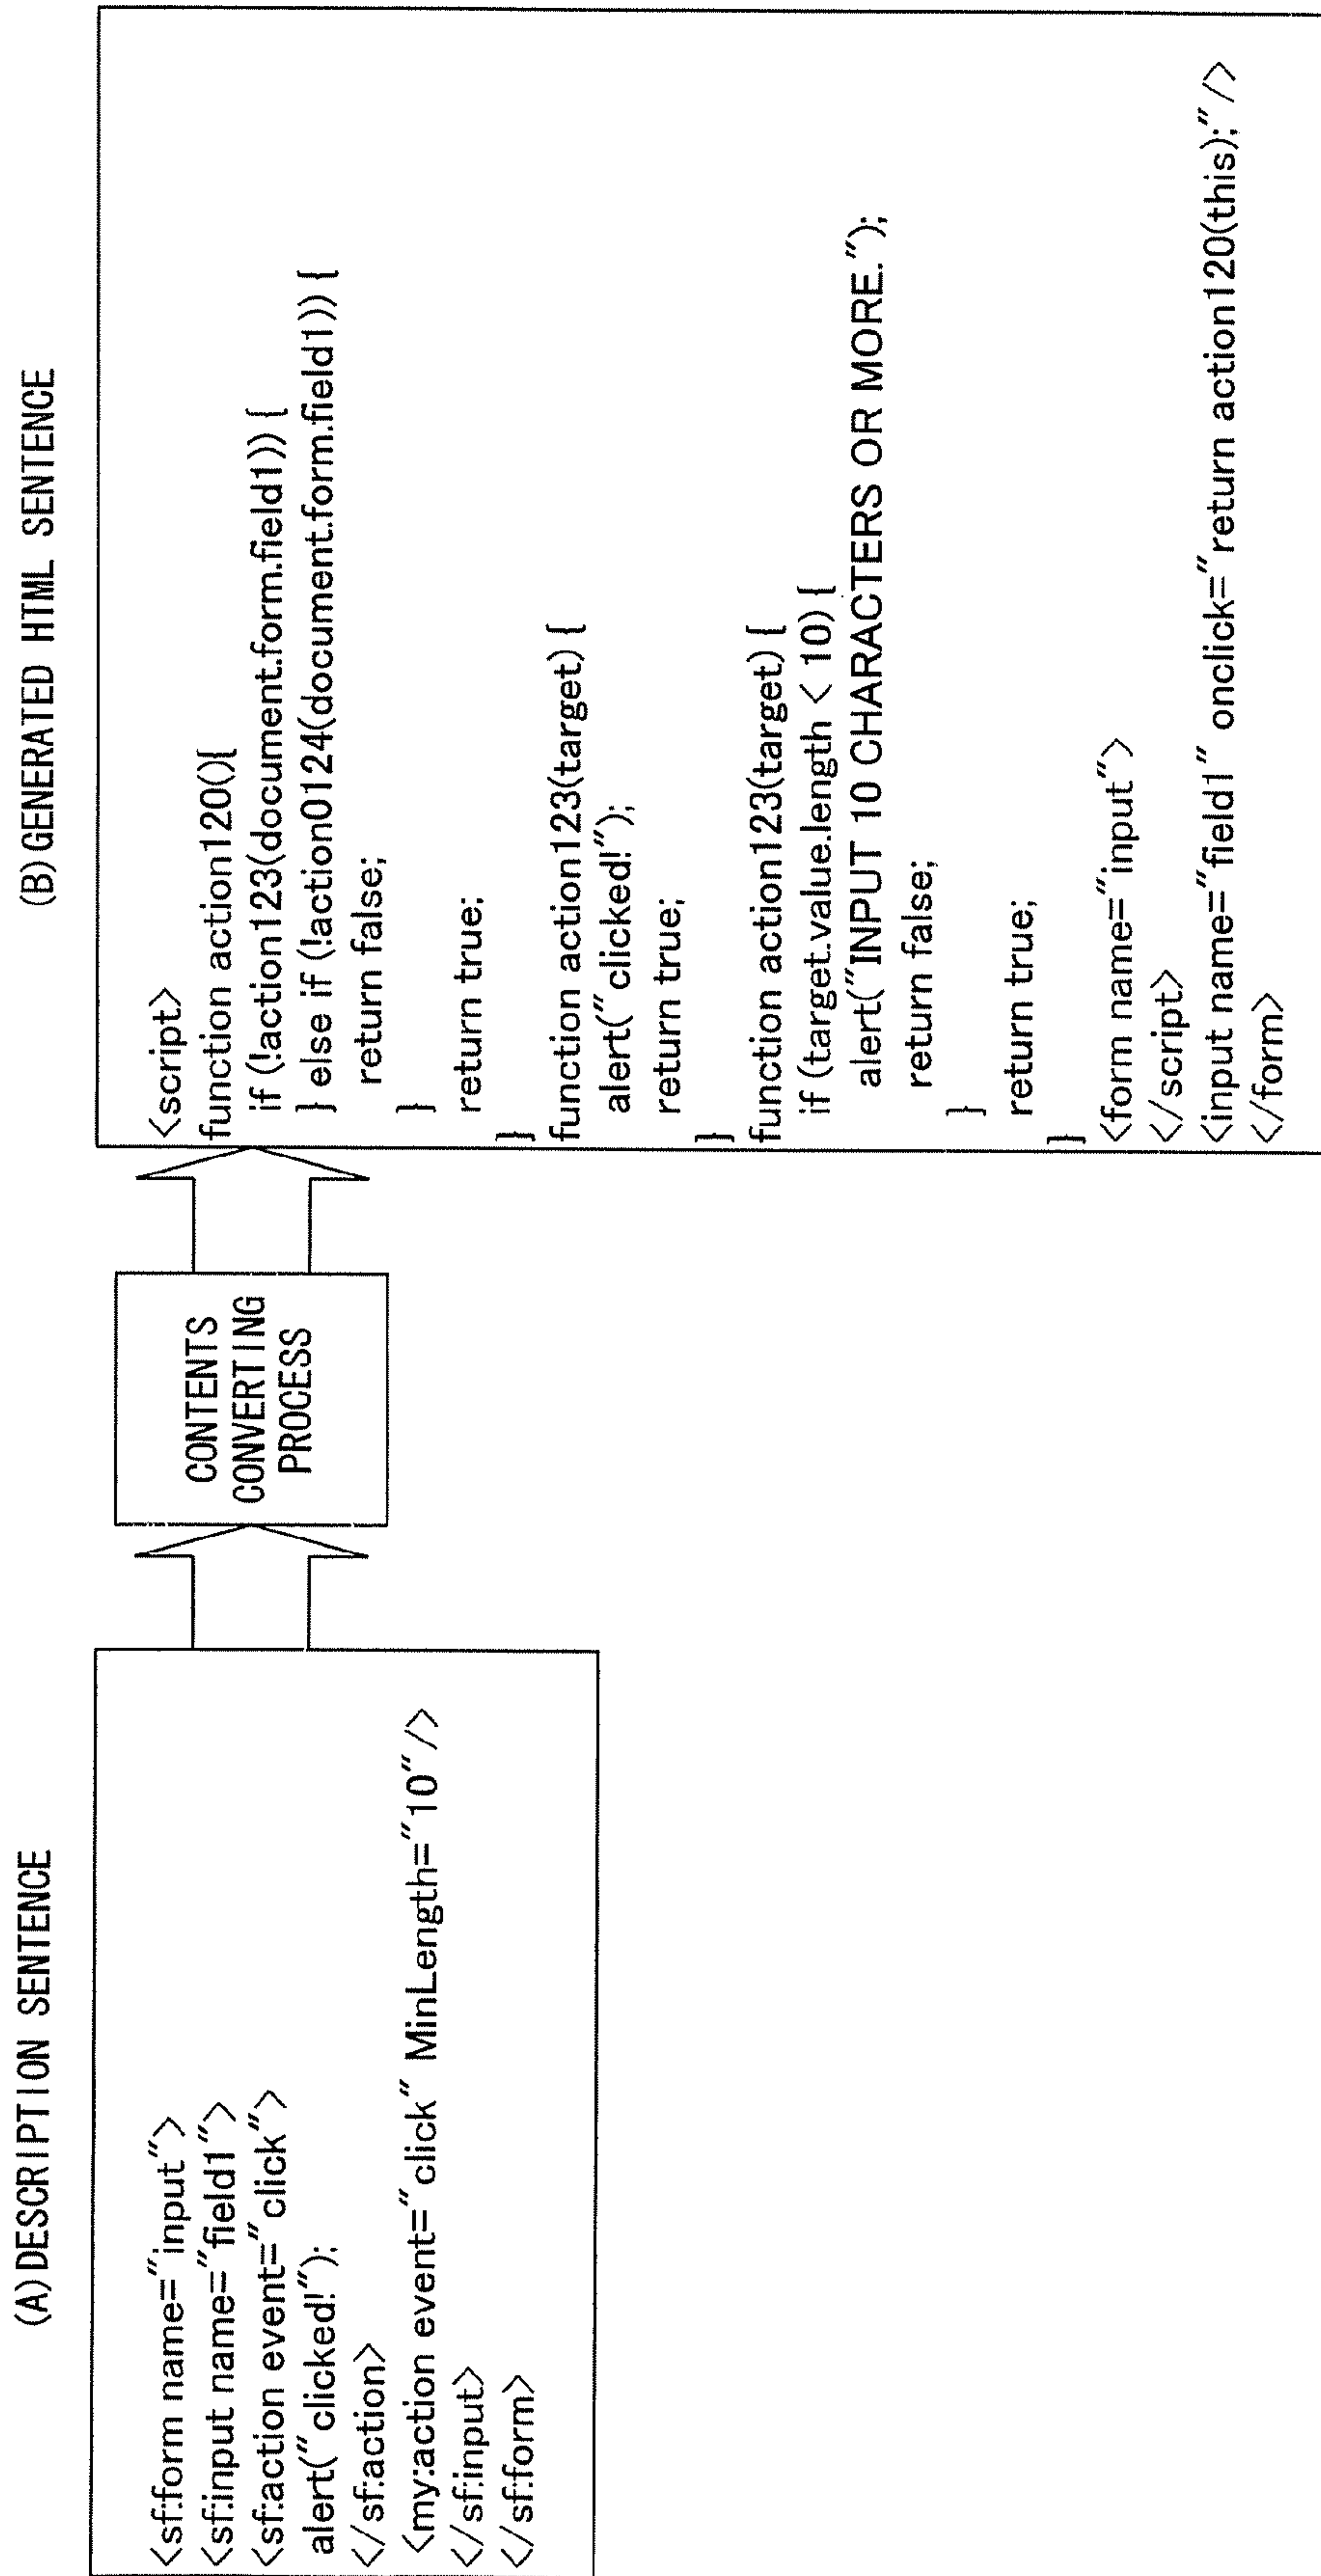 (A)DESCRIPTION SENTENCE
<sf:form name="input">
<sf:input name="field1">
<sf:action event="click">
alert("clicked!");
</sf:action>
<my:action event="click" MinLength="10"/>
</sf:input>
</sf:form>
CONTENTS
CONVERTING
PROCESS
(B)GENERATED HTML SENTENCE
<script>
function action120(){
if (!action123(document.form.field1)) {
} else if (!action0124(document.form.field1)) {
return false;
}
return true;
}
function action123(target) {
alert("clicked!");
return true;
}
function action123(target) {
if (target.value.length < 10) {
alert("INPUT 10 CHARACTERS OR MORE.");
return false;
}
return true;
}
<form name="input">
</script>
<input name="field1" onclick="return action120(this);"/>
</form>